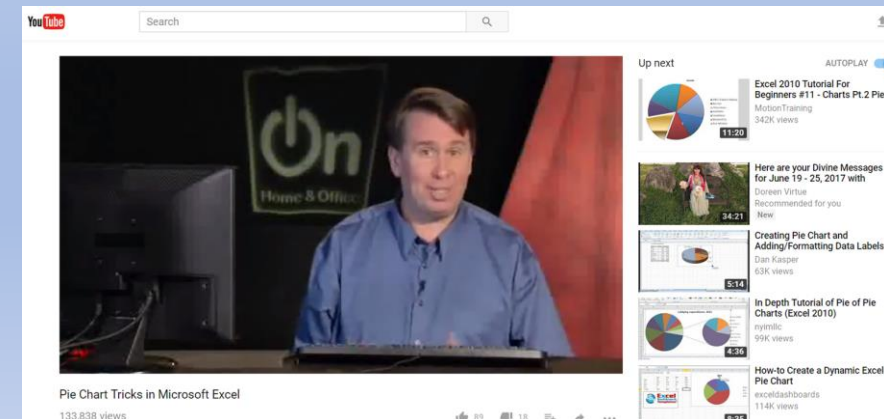 YouTube
Search
On
Home & Office
Pie Chart Tricks in Microsoft Excel
133,838 views
89
18
Up next
AUTOPLAY
11:20
Excel 2010 Tutorial For
Beginners #11 - Charts Pt.2 Pie
MotionTraining
342K views
34:21
Here are your Divine Messages
for June 19 - 25, 2017 with
Doreen Virtue
Recommended for you
New
5:14
Creating Pie Chart and
Adding/Formatting Data Labels
Dan Kasper
63K views
4:36
In Depth Tutorial of Pie of Pie
Charts (Excel 2010)
nyimllc
99K views
Excel
How-to Create a Dynamic Excel
Pie Chart
exceldashboards
114K views